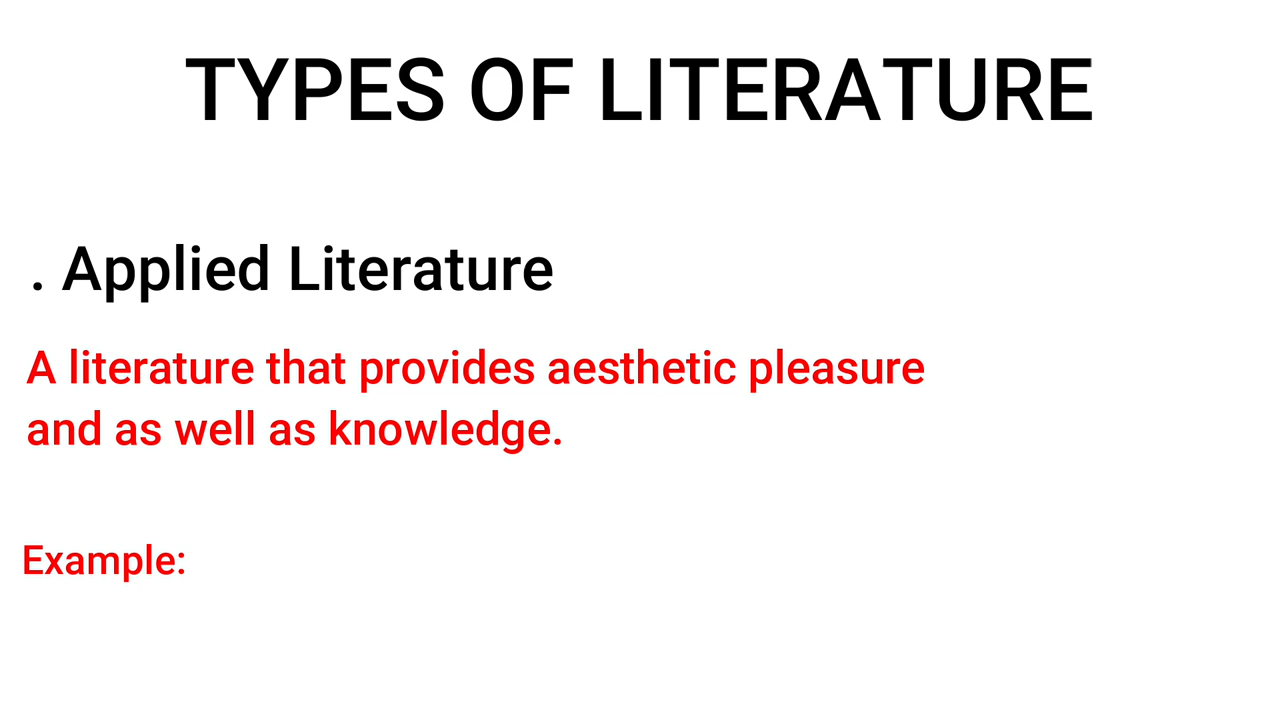 TYPES OF LITERATURE
. Applied Literature
A literature that provides aesthetic pleasure
and as well as knowledge.
Example: